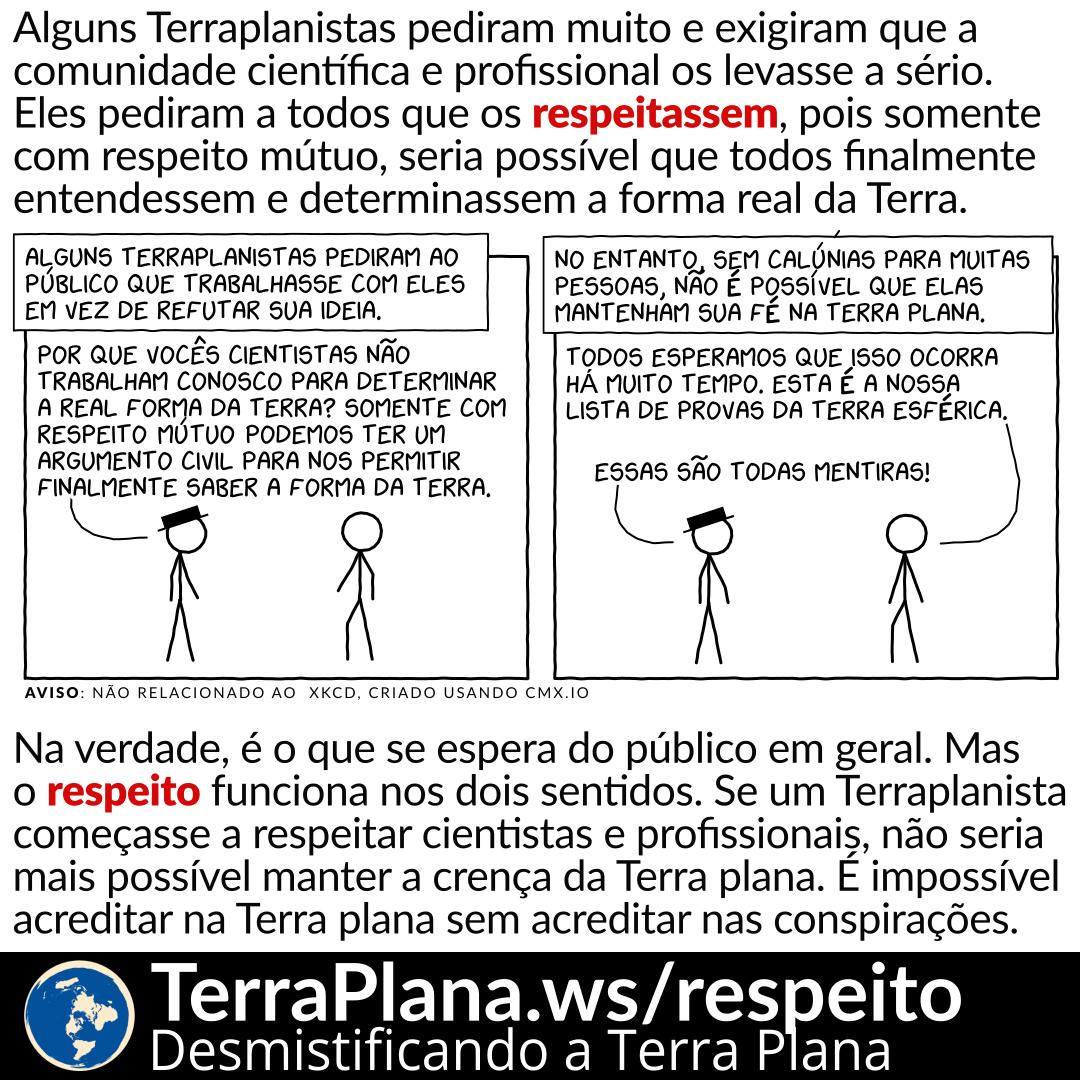 Alguns Terraplanistas pediram muito e exigiram que a
comunidade científica e profissional os levasse a sério.
Eles pediram a todos que os respeitassem, pois somente
com respeito mútuo, seria possível que todos finalmente
entendessem e determinassem a forma real da Terra.
ALGUNS TERRAPLANISTAS PEDIRAM AO
PÚBLICO QUE TRABALHASSE COM ELES
EM VEZ DE REFUTAR SUA IDEIA.
POR QUE VOCÊS CIENTISTAS NÃO
TRABALHAM CONOSCO PARA DETERMINAR
A REAL FORMA DA TERRA? SOMENTE COM
RESPEITO MÚTUO PODEMOS TER UM
ARGUMENTO CIVIL PARA NOS PERMITIR
FINALMENTE SABER A FORMA DA TERRA.
NO ENTANTO, SEM CALÚNIAS PARA MUITAS
PESSOAS, NÃO É POSSÍVEL QUE ELAS
MANTENHAM SUA FÉ NA TERRA PLANA.
TODOS ESPERAMOS QUE ISSO OCORRA
HÁ MUITO TEMPO. ESTA É A NOSSA
LISTA DE PROVAS DA TERRA ESFÉRICA.
ESSAS SÃO TODAS MENTIRAS!
AVISO: NÃO RELACIONADO AO XKCD, CRIADO USANDO CMX.IO
Na verdade, é o que se espera do público em geral. Mas
o respeito funciona nos dois sentidos. Se um Terraplanista
começasse a respeitar cientistas e profissionais, não seria
mais possível manter a crença da Terra plana. É impossível
acreditar na Terra plana sem acreditar nas conspirações.
TerraPlana.ws/respeito
Desmistificando a Terra Plana